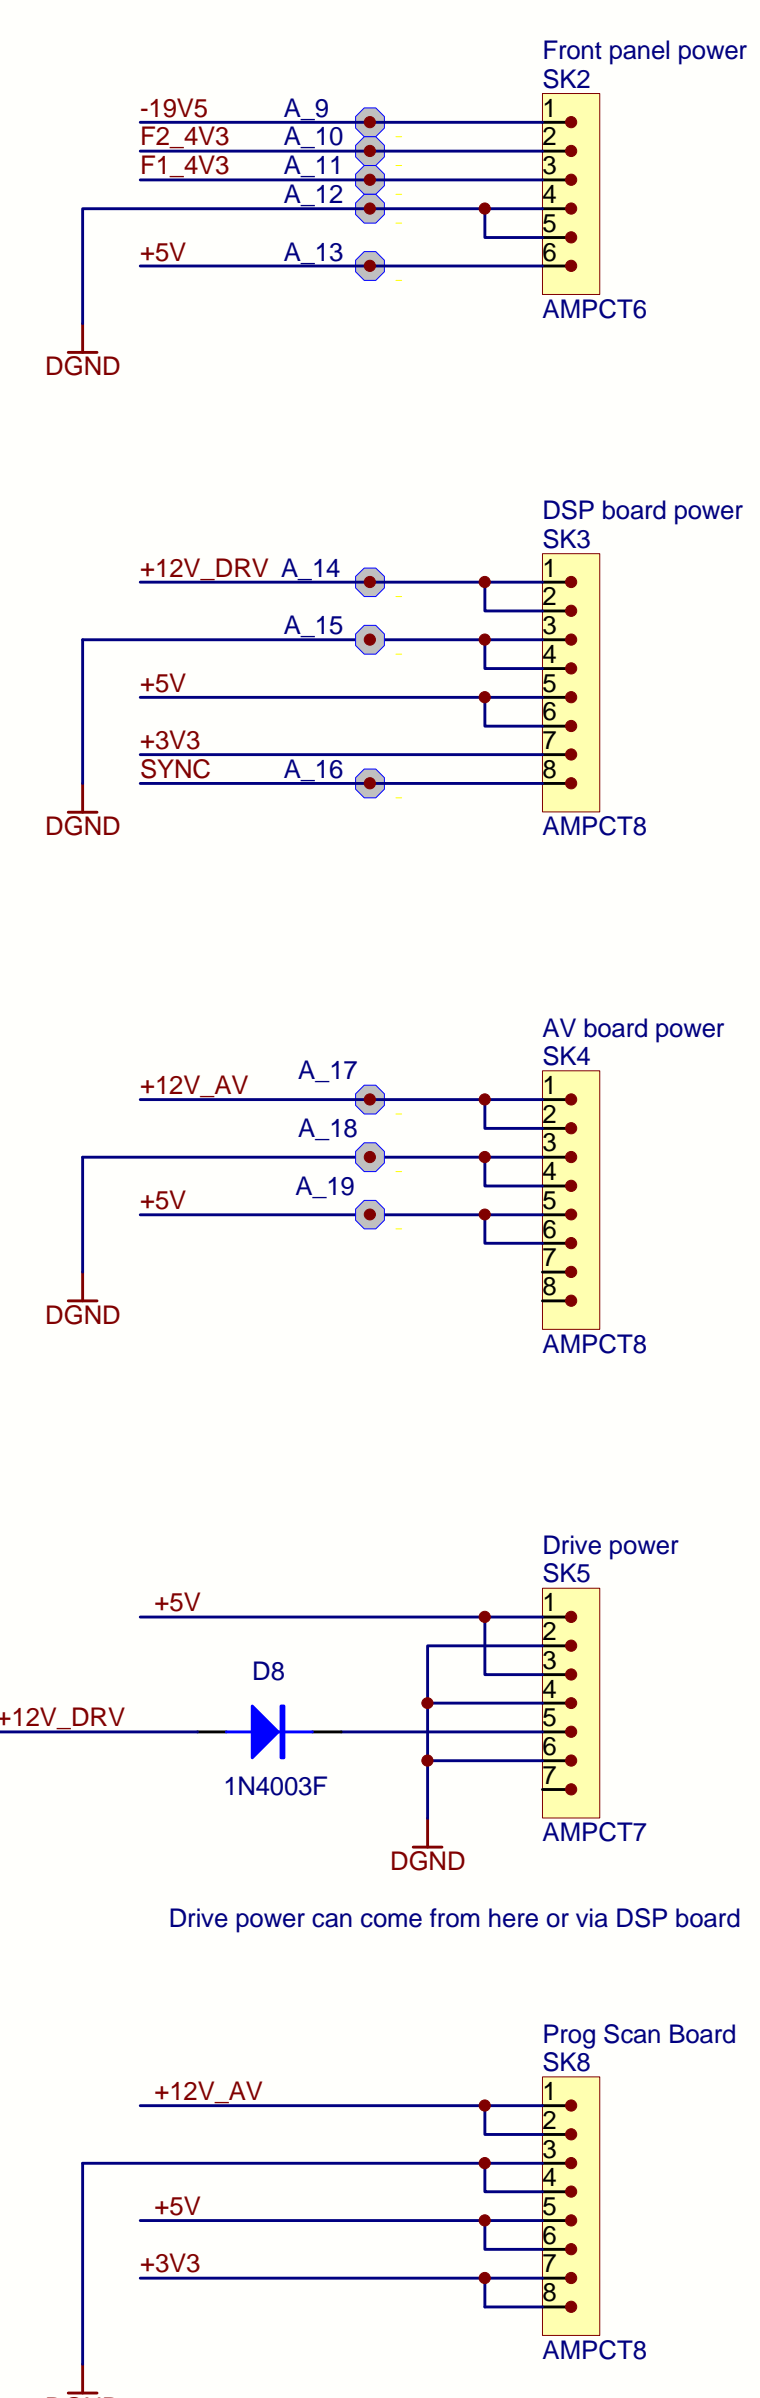 Front panel power
SK2
-19V5 A_9 1
F2_4V3 A_10 2
F1_4V3 A_11 3
A_12 4
5
+5V A_13 6
AMPCT6
DGND
DSP board power
SK3
+12V_DRV A_14 1
2
A_15 3
4
+5V 5
6
+3V3 7
SYNC A_16 8
DGND AMPCT8
AV board power
SK4
+12V_AV A_17 1
2
A_18 3
4
+5V A_19 5
6
7
8
DGND
AMPCT8
Drive power
SK5
+5V 1
2
3
D8 4
+12V_DRV 5
6
1N4003F 7
AMPCT7
DGND
Drive power can come from here or via DSP board
Prog Scan Board
SK8
+12V_AV 1
2
3
4
+5V 5
6
+3V3 7
8
AMPCT8